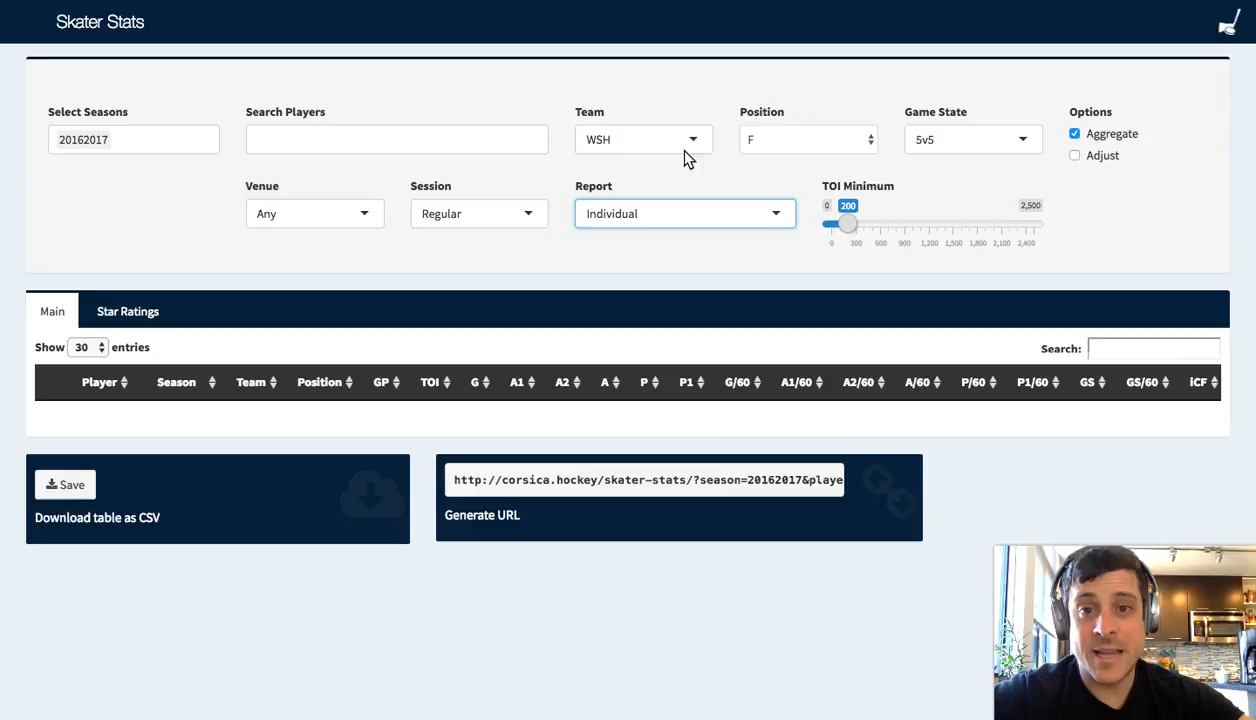 Skater Stats
Select Seasons
20162017
Search Players
Team
WSH
Position
F
Game State
5v5
Options
Aggregate
Adjust
Venue
Any
Session
Regular
Report
Individual
TOI Minimum
0 200 2,500
0 300 600 900 1,200 1,500 1,800 2,100 2,400
Main Star Ratings
Show 30 entries
Search:
Player Season Team Position GP TOI G A1 A2 A P P1 G/60 A1/60 A2/60 A/60 P/60 P1/60 GS GS/60 iCF
Save
Download table as CSV
http://corsica.hockey/skater-stats/?season=20162017&playe
Generate URL